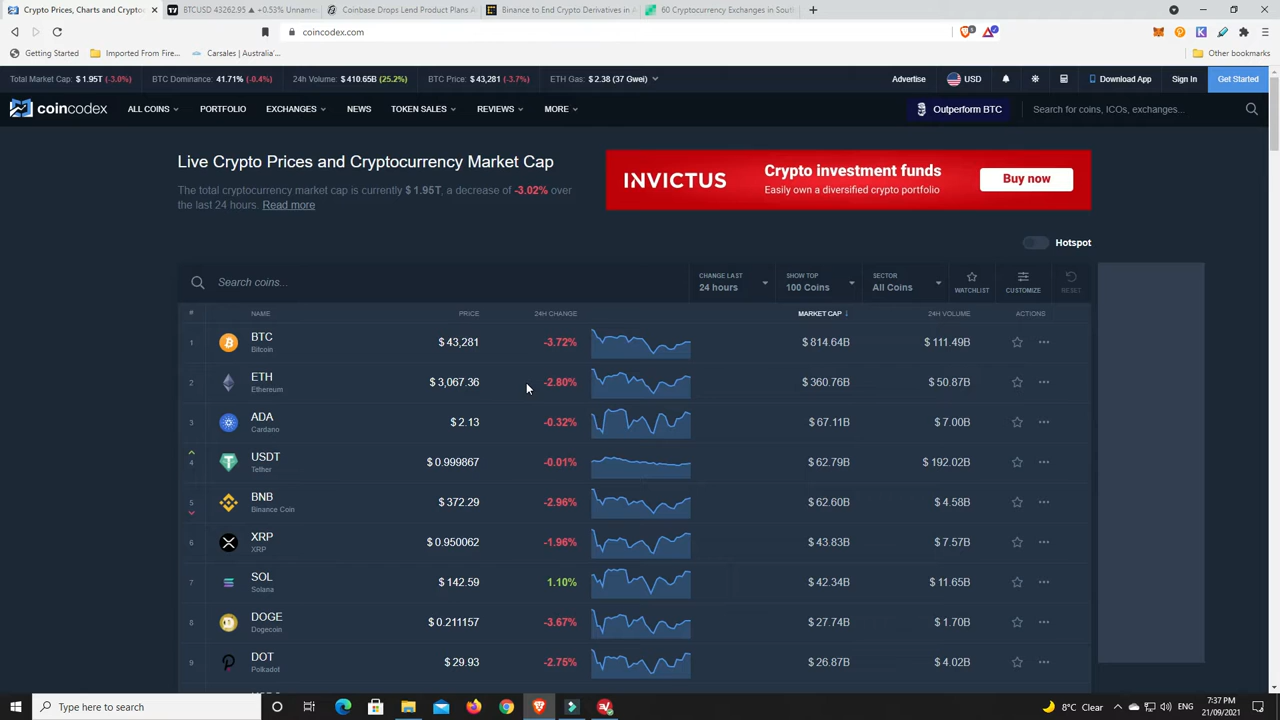 Crypto Prices, Charts and Cryptocu
BTCUSD 43262.95 ▲ +0.53% Unname
Coinbase Drops Lend Product Plans A
Binance to End Crypto Derivatives in A
60 Cryptocurrency Exchanges in Sout
coincodex.com
Getting Started
Imported From Fire...
Carsales | Australia'...
Other bookmarks
Total Market Cap: $ 1.95T (-3.0%)
BTC Dominance: 41.71% (-0.4%)
24h Volume: $ 410.65B (25.2%)
BTC Price: $ 43,281 (-3.7%)
ETH Gas: $ 2.38 (37 Gwei)
Advertise
USD
Download App
Sign In
Get Started
coincodex
ALL COINS
PORTFOLIO
EXCHANGES
NEWS
TOKEN SALES
REVIEWS
MORE
Outperform BTC
Search for coins, ICOs, exchanges...
Live Crypto Prices and Cryptocurrency Market Cap
The total cryptocurrency market cap is currently $ 1.95T, a decrease of -3.02% over
the last 24 hours. Read more
INVICTUS
Crypto investment funds
Easily own a diversified crypto portfolio
Buy now
Hotspot
Search coins...
CHANGE LAST
24 hours
SHOW TOP
100 Coins
SECTOR
All Coins
WATCHLIST
CUSTOMIZE
RESET
# NAME PRICE 24H CHANGE MARKET CAP 24H VOLUME ACTIONS
1 BTC $ 43,281 -3.72% $ 814.64B $ 111.49B
Bitcoin
2 ETH $ 3,067.36 -2.80% $ 360.76B $ 50.87B
Ethereum
3 ADA $ 2.13 -0.32% $ 67.11B $ 7.00B
Cardano
4 USDT $ 0.999867 -0.01% $ 62.79B $ 192.02B
Tether
5 BNB $ 372.29 -2.96% $ 62.60B $ 4.58B
Binance Coin
6 XRP $ 0.950062 -1.96% $ 43.83B $ 7.57B
XRP
7 SOL $ 142.59 1.10% $ 42.34B $ 11.65B
Solana
8 DOGE $ 0.211157 -3.67% $ 27.74B $ 1.70B
Dogecoin
9 DOT $ 29.93 -2.75% $ 26.87B $ 4.02B
Polkadot
Type here to search
8°C Clear
ENG
7:37 PM
21/09/2021